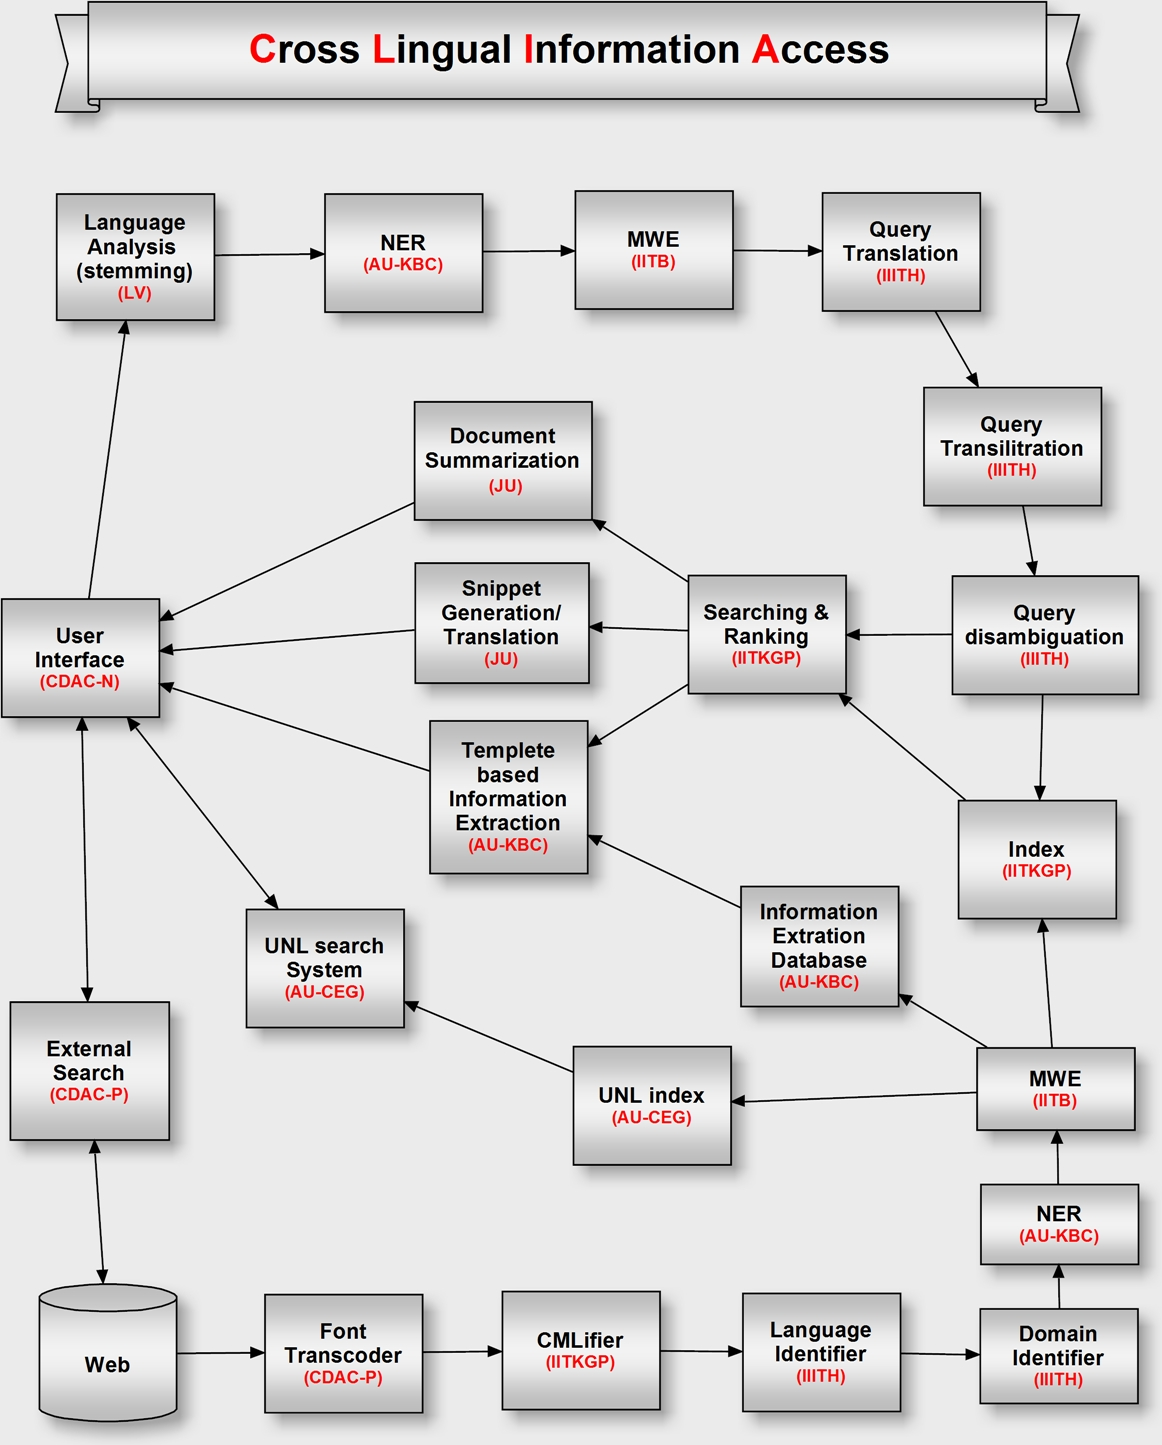 Cross Lingual Information Access
Language
Analysis
(stemming)
(LV)
NER
(AU-KBC)
MWE
(IITB)
Query
Translation
(IIITH)
Query
Transilitration
(IIITH)
Document
Summarization
(JU)
Snippet
Generation/
Translation
(JU)
Searching &
Ranking
(IITKGP)
Query
disambiguation
(IIITH)
User
Interface
(CDAC-N)
Templete
based
Information
Extraction
(AU-KBC)
Index
(IITKGP)
Information
Extration
Database
(AU-KBC)
UNL search
System
(AU-CEG)
External
Search
(CDAC-P)
UNL index
(AU-CEG)
MWE
(IITB)
NER
(AU-KBC)
Web
Font
Transcoder
(CDAC-P)
CMLifier
(IITKGP)
Language
Identifier
(IIITH)
Domain
Identifier
(IIITH)